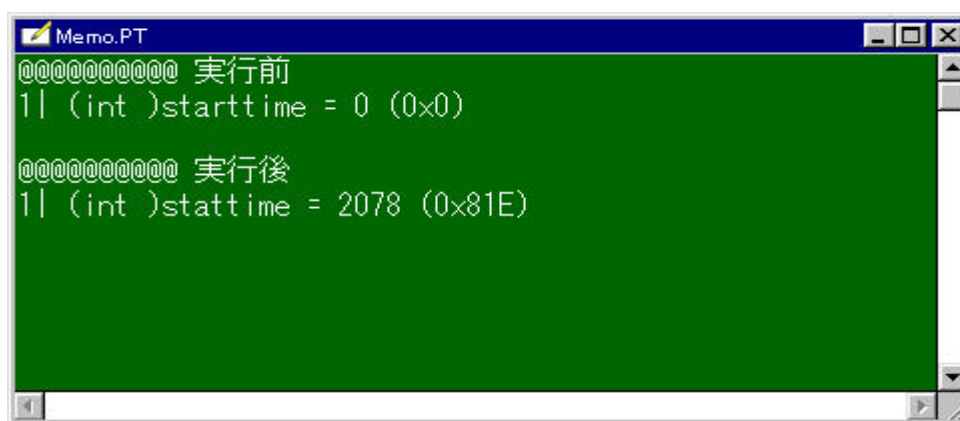 Memo.PT
@@@@@@@@@@ 実行前
1| (int )starttime = 0 (0x0)
@@@@@@@@@@ 実行後
1| (int )stattime = 2078 (0x81E)